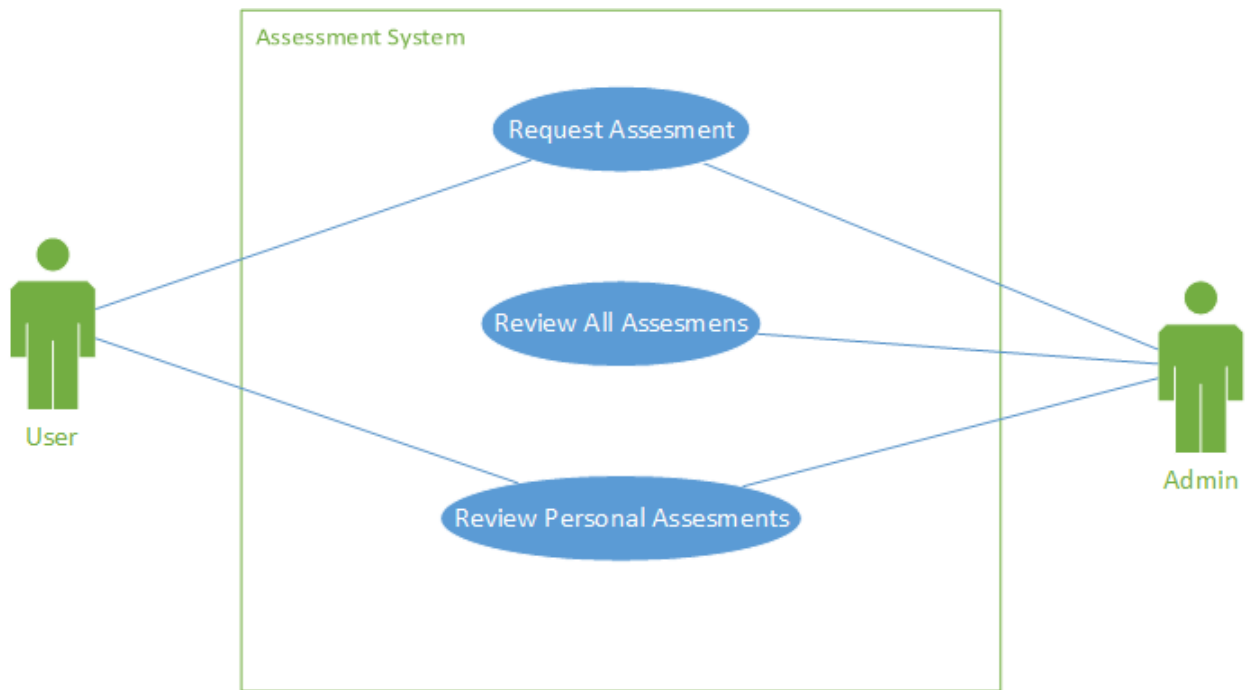 Assessment System
Request Assesment
Review All Assesmens
User
Review Personal Assesments
Admin